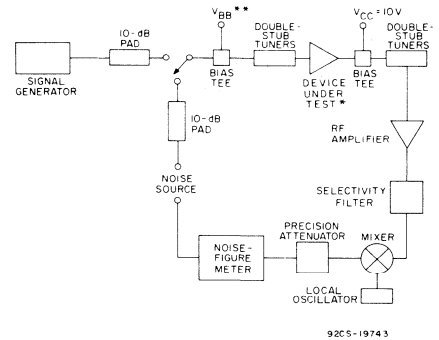 V_BB **
V_CC = 10V
10-dB
PAD
DOUBLE-
STUB
TUNERS
DOUBLE-
STUB
TUNERS
SIGNAL
GENERATOR
BIAS
TEE
DEVICE
UNDER
TEST *
BIAS
TEE
10-dB
PAD
RF
AMPLIFIER
NOISE
SOURCE
SELECTIVITY
FILTER
NOISE-
FIGURE
METER
PRECISION
ATTENUATOR
MIXER
LOCAL
OSCILLATOR
92CS-19743